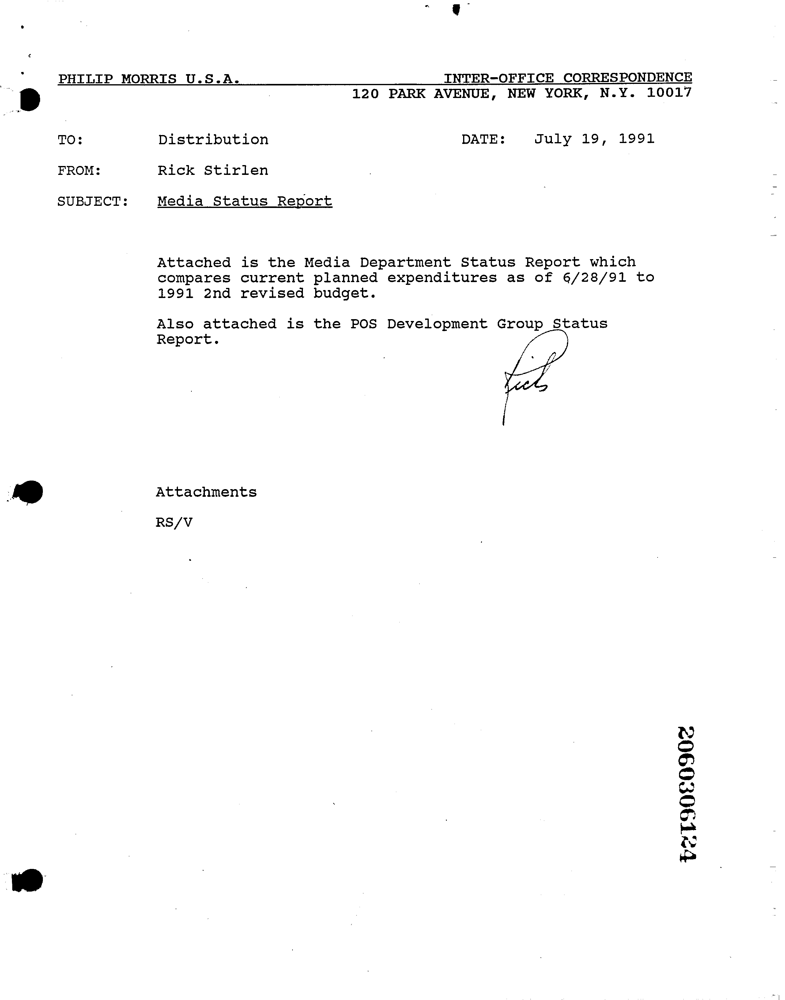 PHILIP MORRIS U.S.A. INTER-OFFICE CORRESPONDENCE
120 PARK AVENUE, NEW YORK, N.Y. 10017
TO: Distribution DATE: July 19, 1991
FROM: Rick Stirlen
SUBJECT: Media Status Report
Attached is the Media Department Status Report which
compares current planned expenditures as of 6/28/91 to
1991 2nd revised budget.
Also attached is the POS Development Group Status
Report.
Rick
Attachments
RS/V
2060306124